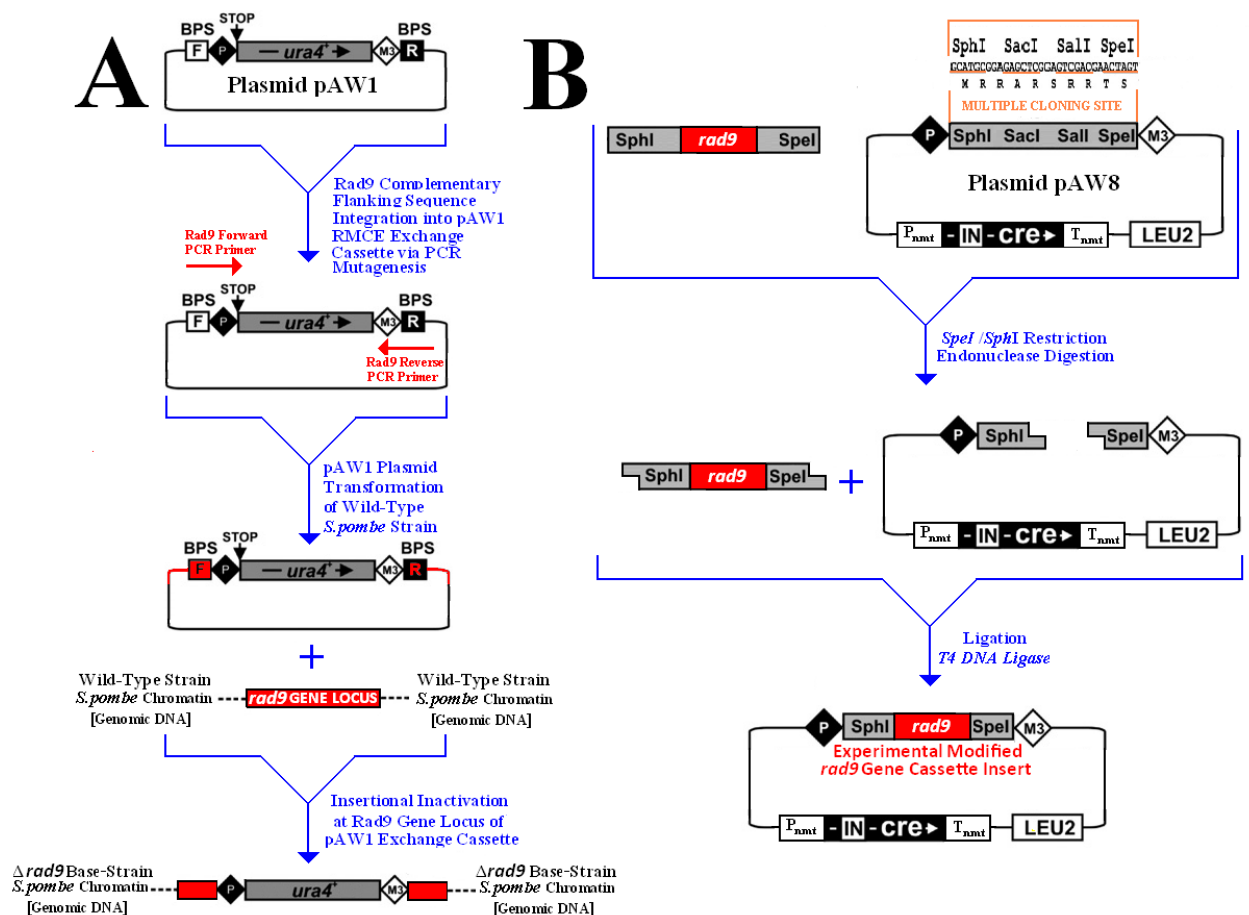 A
BPS
STOP
BPS
F
P
ura4+
M3
R
Plasmid pAW1
Rad9 Complementary
Flanking Sequence
Integration into pAW1
RMCE Exchange
Cassette via PCR
Mutagenesis
Rad9 Forward
PCR Primer
BPS
STOP
BPS
F
P
ura4+
M3
R
Rad9 Reverse
PCR Primer
pAW1 Plasmid
Transformation
of Wild-Type
S.pombe Strain
BPS
STOP
BPS
F
P
ura4+
M3
R
+
Wild-Type Strain
S.pombe Chromatin
[Genomic DNA]
rad9 GENE LOCUS
Wild-Type Strain
S.pombe Chromatin
[Genomic DNA]
Insertional Inactivation
at Rad9 Gene Locus of
pAW1 Exchange Cassette
Δrad9 Base-Strain
S.pombe Chromatin
[Genomic DNA]
P
ura4+
M3
Δrad9 Base-Strain
S.pombe Chromatin
[Genomic DNA]
B
SphI SacI SalI SpeI
GCATGCGGAGAGCTCGGAGTCGACGAACTAGT
M R R A R S R R T S
MULTIPLE CLONING SITE
SphI rad9 SpeI
P
SphI SacI SalI SpeI
M3
Plasmid pAW8
Pnmt - IN - cre Tnmt
LEU2
SpeI /SphI Restriction
Endonuclease Digestion
SphI rad9 SpeI
+
P
SphI
SpeI
M3
Pnmt - IN - cre Tnmt
LEU2
Ligation
T4 DNA Ligase
P
SphI rad9 SpeI
M3
Experimental Modified
rad9 Gene Cassette Insert
Pnmt - IN - cre Tnmt
LEU2